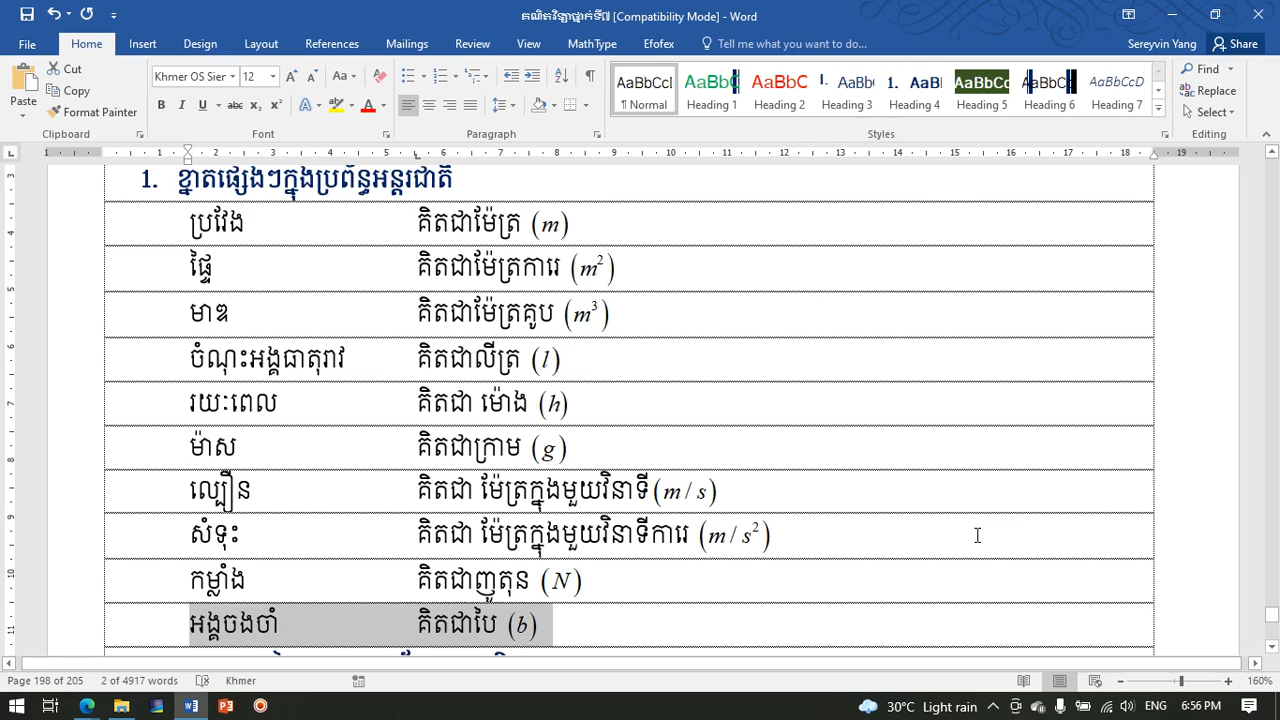 គណិតវិទ្យាថ្នាក់ទី៧ [Compatibility Mode] - Word
File Home Insert Design Layout References Mailings Review View MathType Efofex Tell me what you want to do... Sereyvin Yang Share
Paste Cut Copy Format Painter Clipboard
Khmer OS Sier 12 Font
Paragraph
AaBbCcI AaBbC AaBbC I. AaBbC 1. AaB AaBbCc AaBbC AaBbCcD
¶ Normal Heading 1 Heading 2 Heading 3 Heading 4 Heading 5 Heading 6 Heading 7
Styles
Find Replace Select Editing
1. ខ្នាតផ្សេងៗក្នុងប្រព័ន្ធអន្តរជាតិ
ប្រវែង គិតជាម៉ែត្រ (m)
ផ្ទៃ គិតជាម៉ែត្រការេ (m²)
មាឌ គិតជាម៉ែត្រគូប (m³)
ចំណុះអង្គធាតុរាវ គិតជាលីត្រ (l)
រយៈពេល គិតជា ម៉ោង (h)
ម៉ាស គិតជាក្រាម (g)
ល្បឿន គិតជា ម៉ែត្រក្នុងមួយវិនាទី (m / s)
សំទុះ គិតជា ម៉ែត្រក្នុងមួយវិនាទីការេ (m / s²)
កម្លាំង គិតជាញូតុន (N)
អង្គចងចាំ គិតជាបៃ (b)
Page 198 of 205 2 of 4917 words Khmer 160%
30°C Light rain ENG 6:56 PM